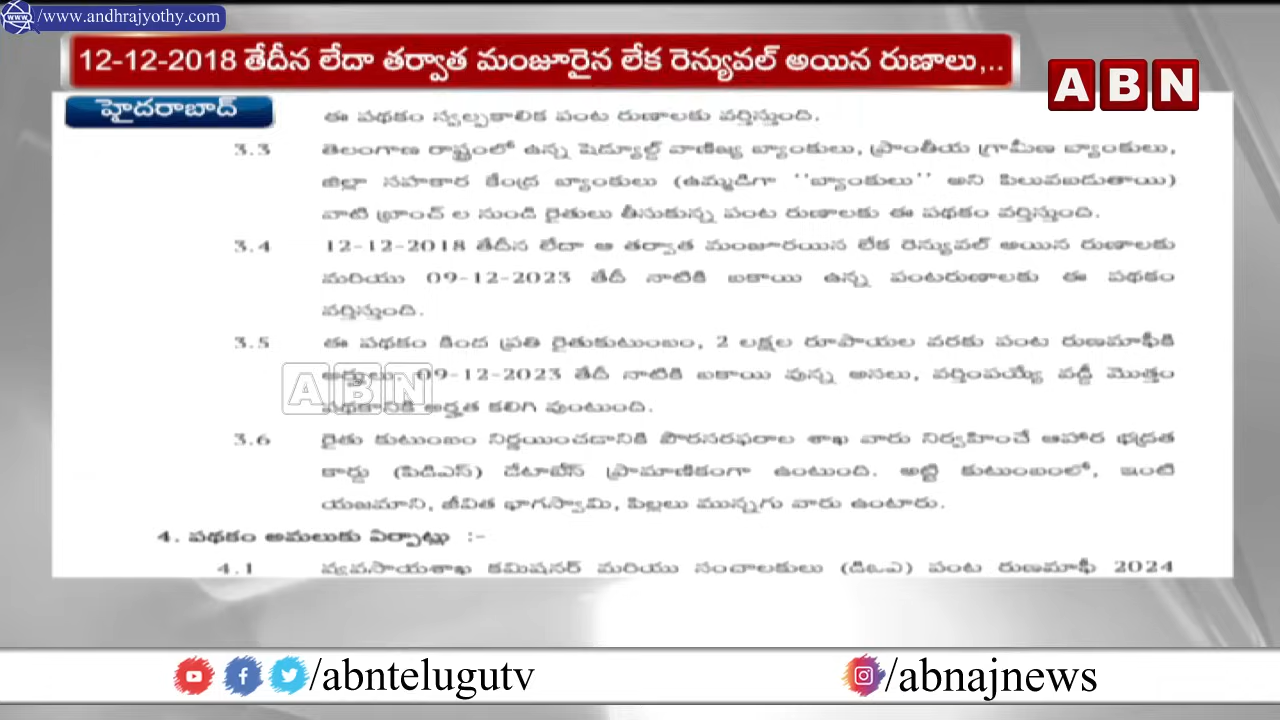 /www.andhrajyothy.com
12-12-2018 తేదీన లేదా తర్వాత మంజూరైన లేక రెన్యువల్ అయిన రుణాలు,..
ABN
హైదరాబాద్
ఈ పథకం స్వల్పకాలిక పంట రుణాలకు వర్తిస్తుంది.
3.3 తెలంగాణ రాష్ట్రంలో ఉన్న షెడ్యూల్డ్ వాణిజ్య బ్యాంకులు, ప్రాంతీయ గ్రామీణ బ్యాంకులు,
జిల్లా సహకార కేంద్ర బ్యాంకులు (ఉమ్మడిగా ''బ్యాంకులు'' అని పిలువబడుతాయి)
వాటి బ్రాంచ్ ల నుండి రైతులు తీసుకున్న పంట రుణాలకు ఈ పథకం వర్తిస్తుంది.
3.4 12-12-2018 తేదీన లేదా ఆ తర్వాత మంజూరయిన లేక రెన్యువల్ అయిన రుణాలకు
మరియు 09-12-2023 తేదీ నాటికి బకాయి ఉన్న పంటరుణాలకు ఈ పథకం
వర్తిస్తుంది.
3.5 ఈ పథకం కింద ప్రతి రైతుకుటుంబం, 2 లక్షల రూపాయల వరకు పంట రుణమాఫీకి
అర్హులు. 09-12-2023 తేదీ నాటికి బకాయి వున్న అసలు, వర్తింపయ్యే వడ్డీ మొత్తం
పథకానికి అర్హత కలిగి వుంటుంది.
ABN
3.6 రైతు కుటుంబం నిర్ణయించడానికి పౌరసరఫరాల శాఖ వారు నిర్వహించే ఆహార భద్రత
కార్డు (పిడిఎస్) డేటాబేస్ ప్రామాణికంగా ఉంటుంది. అట్టి కుటుంబంలో, ఇంటి
యజమాని, జీవిత భాగస్వామి, పిల్లలు మున్నగు వారు ఉంటారు.
4. పథకం అమలుకు ఏర్పాట్లు :-
4.1 వ్యవసాయశాఖ కమిషనర్ మరియు సంచాలకులు (డిఒఎ) పంట రుణమాఫీ 2024
/abntelugutv
/abnajnews